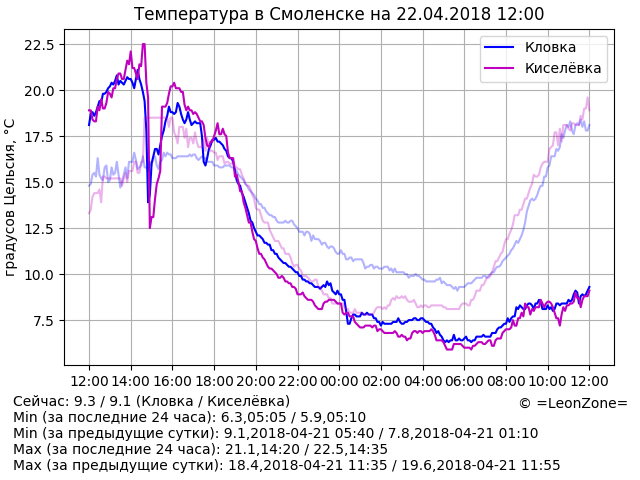 Температура в Смоленске на 22.04.2018 12:00
градусов Цельсия, °C
22.5
20.0
17.5
15.0
12.5
10.0
7.5
Кловка
Киселёвка
12:00 14:00 16:00 18:00 20:00 22:00 00:00 02:00 04:00 06:00 08:00 10:00 12:00
Сейчас: 9.3 / 9.1 (Кловка / Киселёвка)
© =LeonZone=
Min (за последние 24 часа): 6.3,05:05 / 5.9,05:10
Min (за предыдущие сутки): 9.1,2018-04-21 05:40 / 7.8,2018-04-21 01:10
Max (за последние 24 часа): 21.1,14:20 / 22.5,14:35
Max (за предыдущие сутки): 18.4,2018-04-21 11:35 / 19.6,2018-04-21 11:55